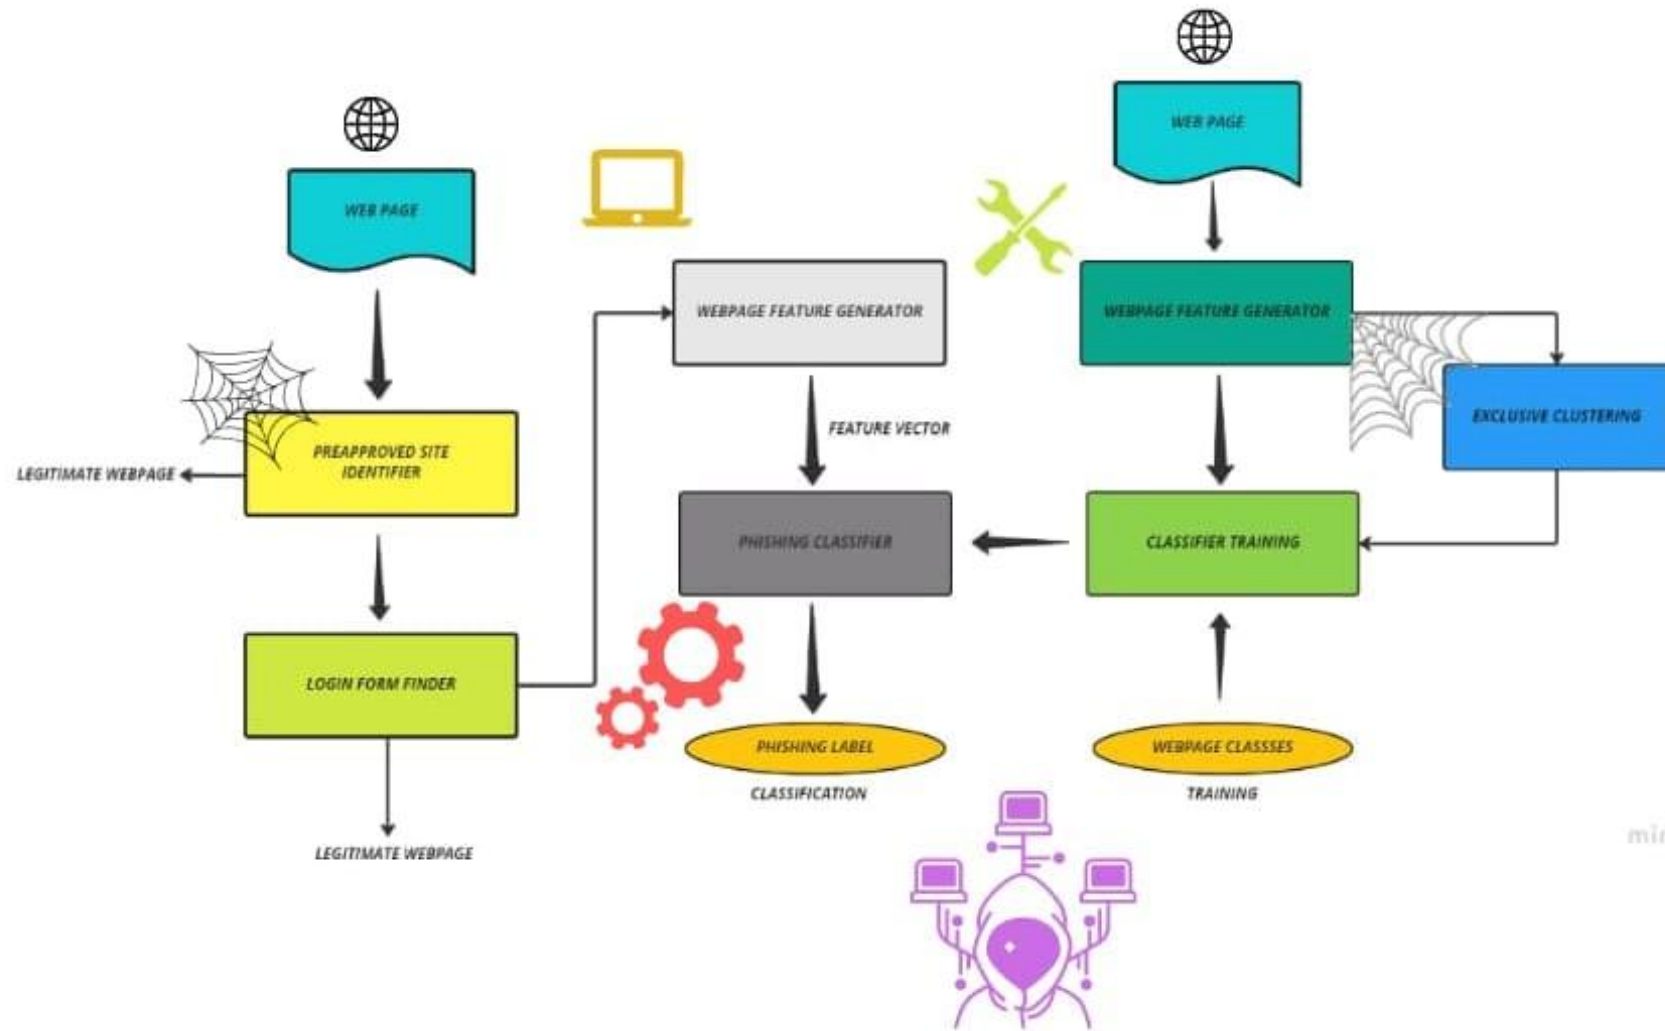 WEB PAGE
WEB PAGE
WEBPAGE FEATURE GENERATOR
WEBPAGE FEATURE GENERATOR
EXCLUSIVE CLUSTERING
FEATURE VECTOR
PREAPPROVED SITE
IDENTIFIER
LEGITIMATE WEBPAGE
PHISHING CLASSIFIER
CLASSIFIER TRAINING
LOGIN FORM FINDER
PHISHING LABEL
WEBPAGE CLASSSES
CLASSIFICATION
TRAINING
LEGITIMATE WEBPAGE